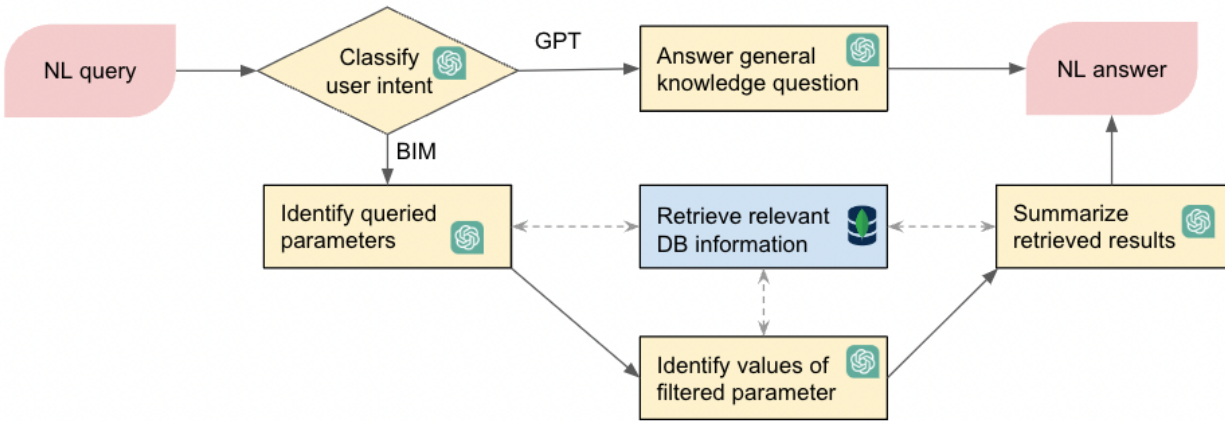 NL query
Classify
user intent
GPT
Answer general
knowledge question
NL answer
BIM
Identify queried
parameters
Retrieve relevant
DB information
Summarize
retrieved results
Identify values of
filtered parameter